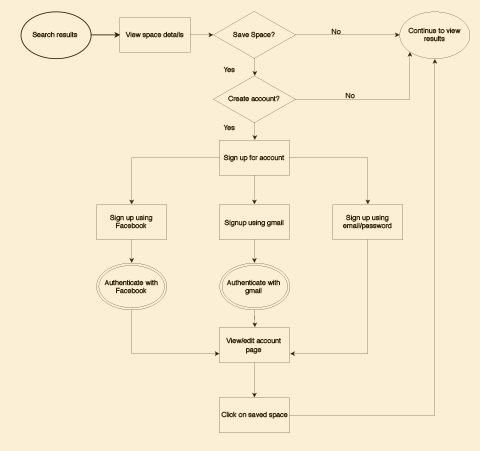 Search results
View space details
Save Space?
No
Continue to view
results
Yes
Create account?
No
Yes
Sign up for account
Sign up using
Facebook
Signup using gmail
Sign up using
email/password
Authenticate with
Facebook
Authenticate with
gmail
View/edit account
page
Click on saved space